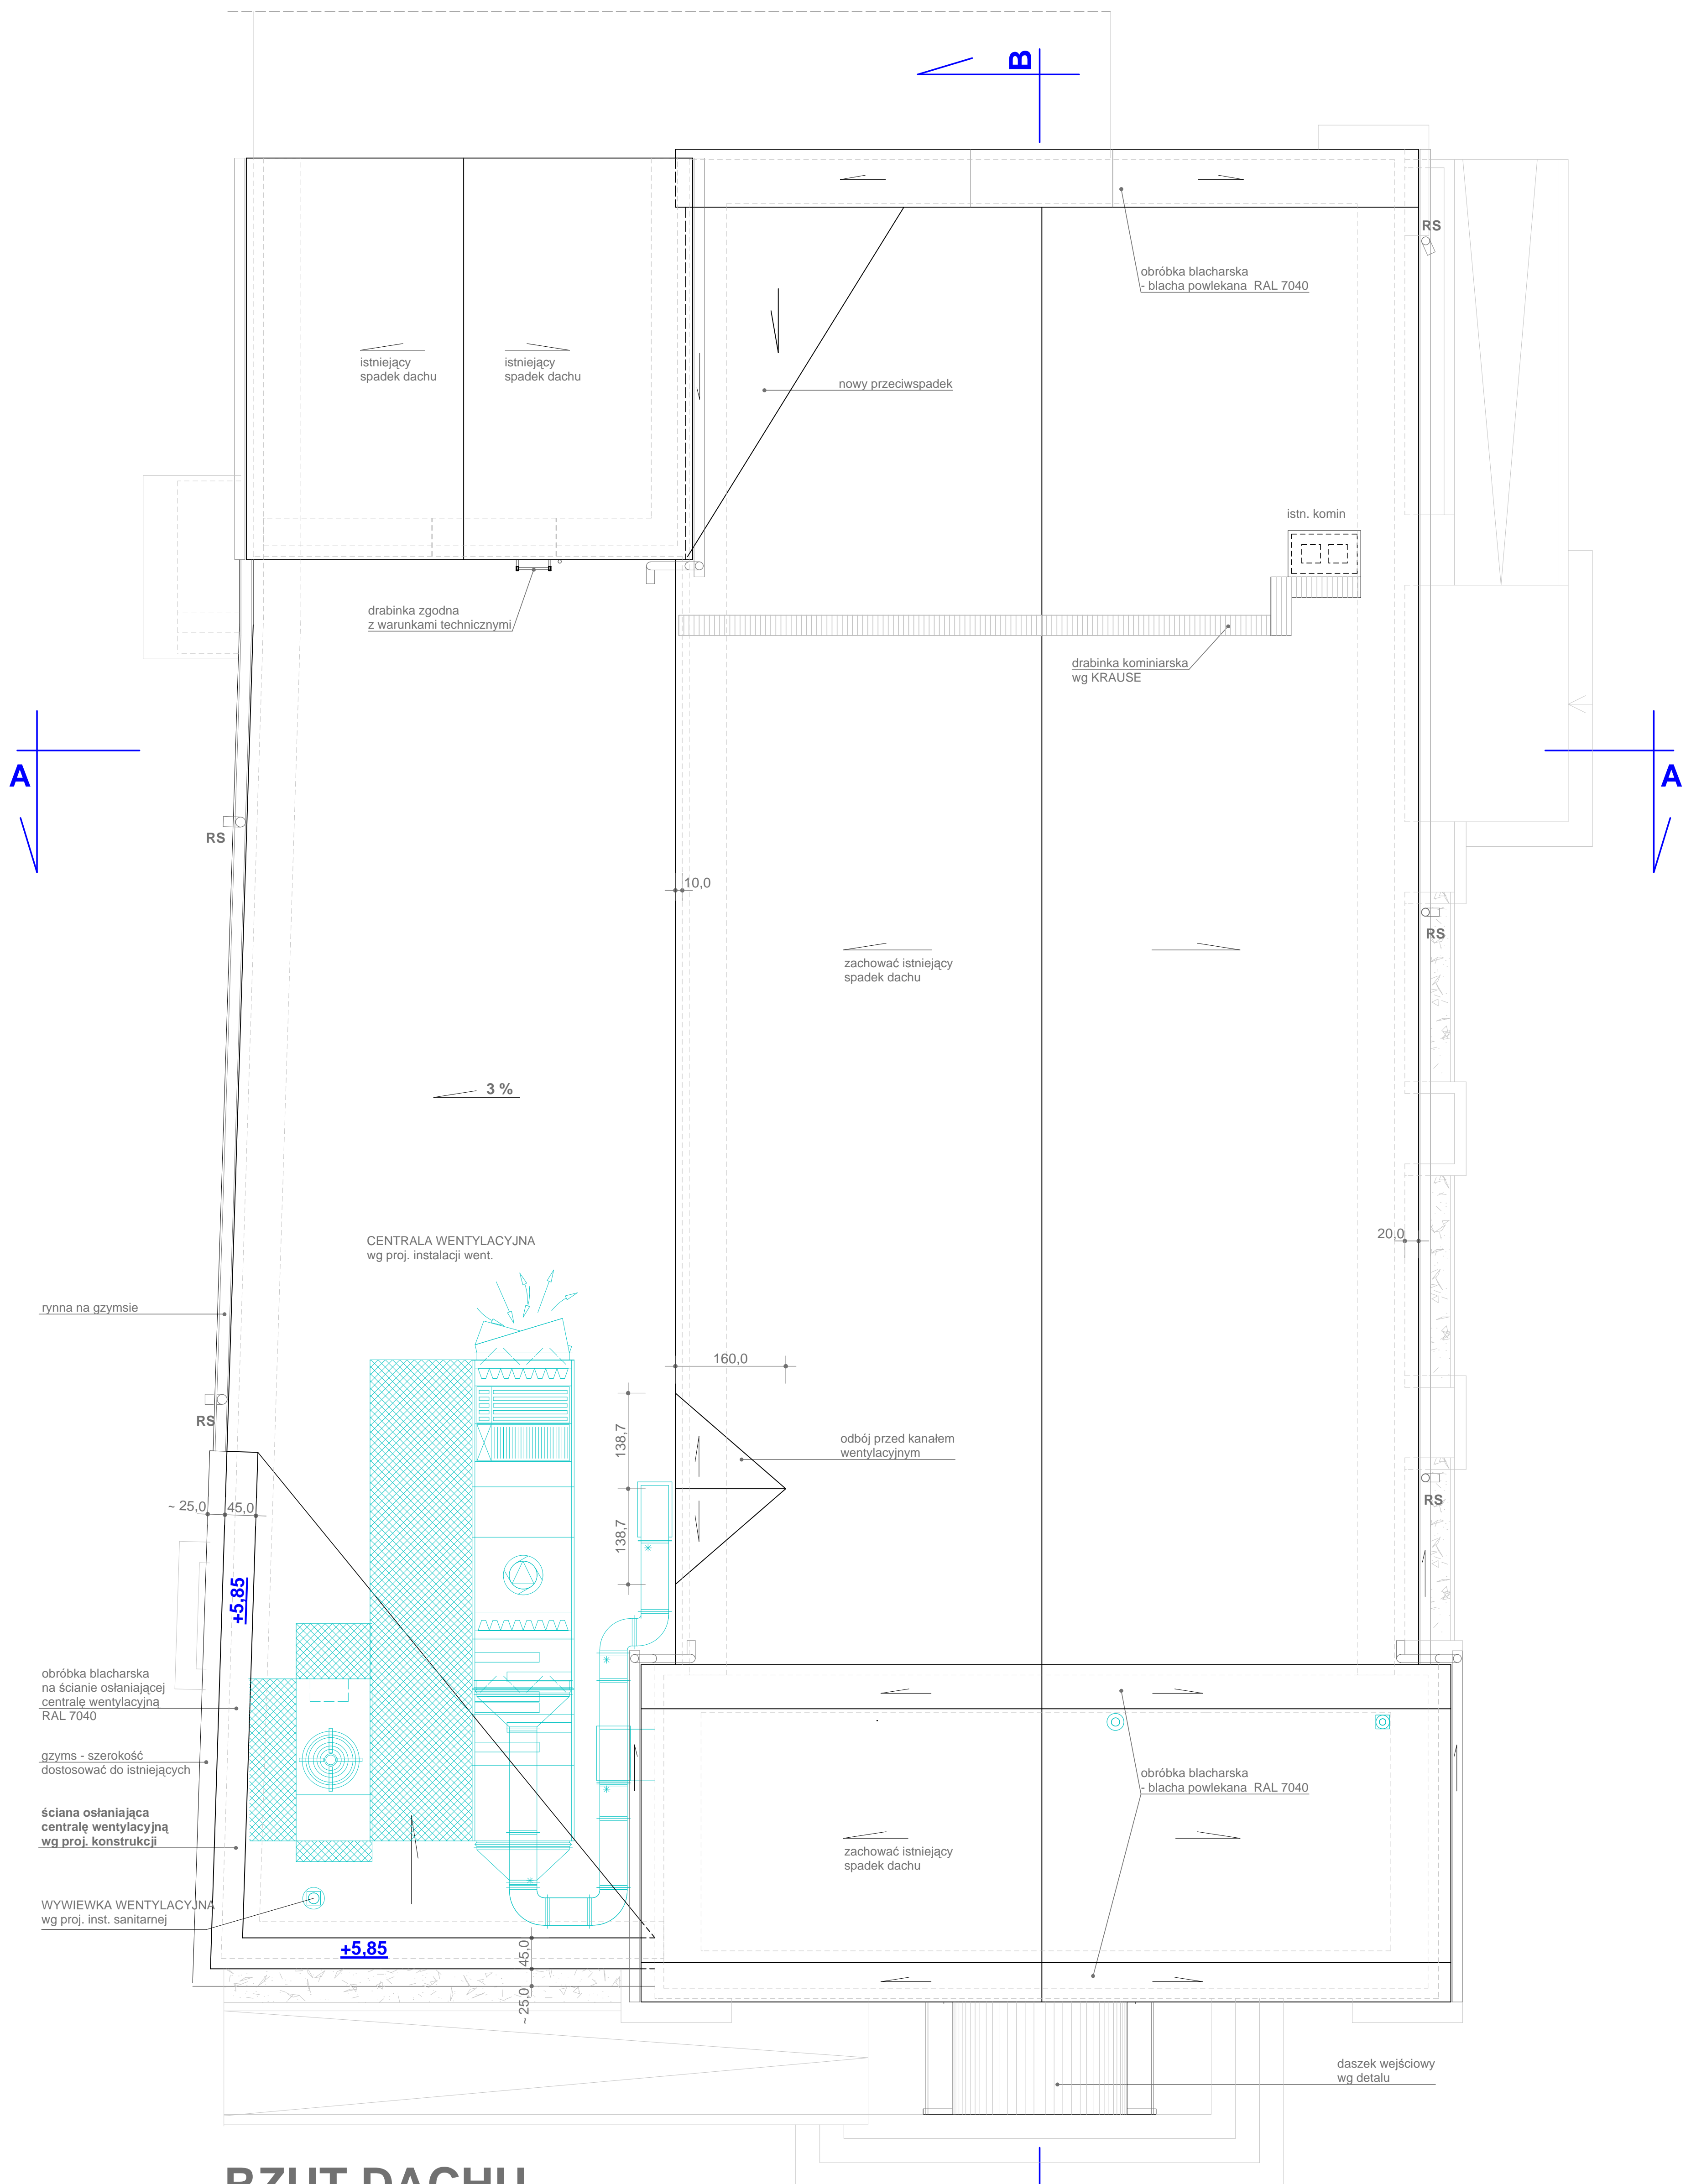 B
RS
obróbka blacharska
- blacha powlekana RAL 7040
istniejący
spadek dachu
istniejący
spadek dachu
nowy przeciwspadek
istn. komin
drabinka zgodna
z warunkami technicznymi
drabinka kominiarska
wg KRAUSE
A
A
RS
10,0
RS
zachować istniejący
spadek dachu
3 %
CENTRALA WENTYLACYJNA
wg proj. instalacji went.
20,0
rynna na gzymsie
160,0
RS
138,7
odbój przed kanałem
wentylacyjnym
RS
~ 25,0
45,0
138,7
+5,85
obróbka blacharska
na ścianie osłaniającej
centralę wentylacyjną
RAL 7040
gzyms - szerokość
dostosować do istniejących
obróbka blacharska
- blacha powlekana RAL 7040
ściana osłaniająca
centralę wentylacyjną
wg proj. konstrukcji
zachować istniejący
spadek dachu
WYWIEWKA WENTYLACYJNA
wg proj. inst. sanitarnej
+5,85
45,0
~ 25,0
daszek wejściowy
wg detalu
RZUT DACHU